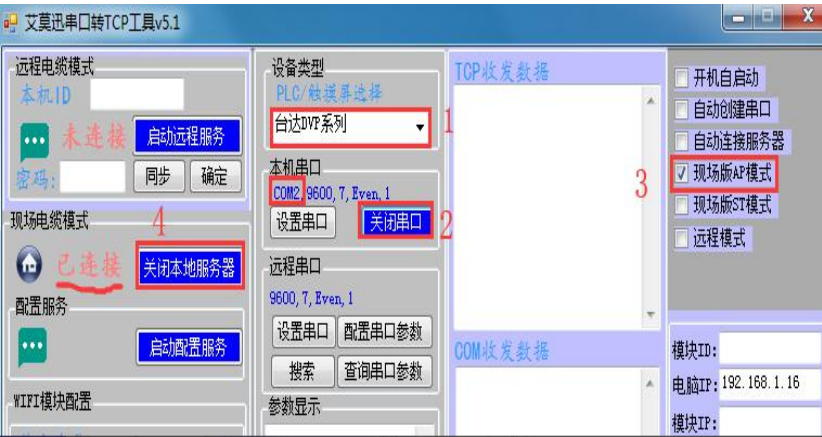 艾莫迅串口转TCP工具v5.1
X
远程电缆模式
本机ID
未连接
启动远程服务
密码:
同步
确定
现场电缆模式
4
已连接
关闭本地服务器
配置服务
启动配置服务
WIFI模块配置
设备类型
PLC/触摸屏选择
台达DVP系列
1
本机串口
COM2,9600,7,Even,1
设置串口
关闭串口
2
远程串口
9600,7,Even,1
设置串口
配置串口参数
搜索
查询串口参数
参数显示
TCP收发数据
COM收发数据
开机自启动
自动创建串口
自动连接服务器
3
现场版AP模式
现场版ST模式
远程模式
模块ID:
电脑IP: 192.168.1.16
模块IP: